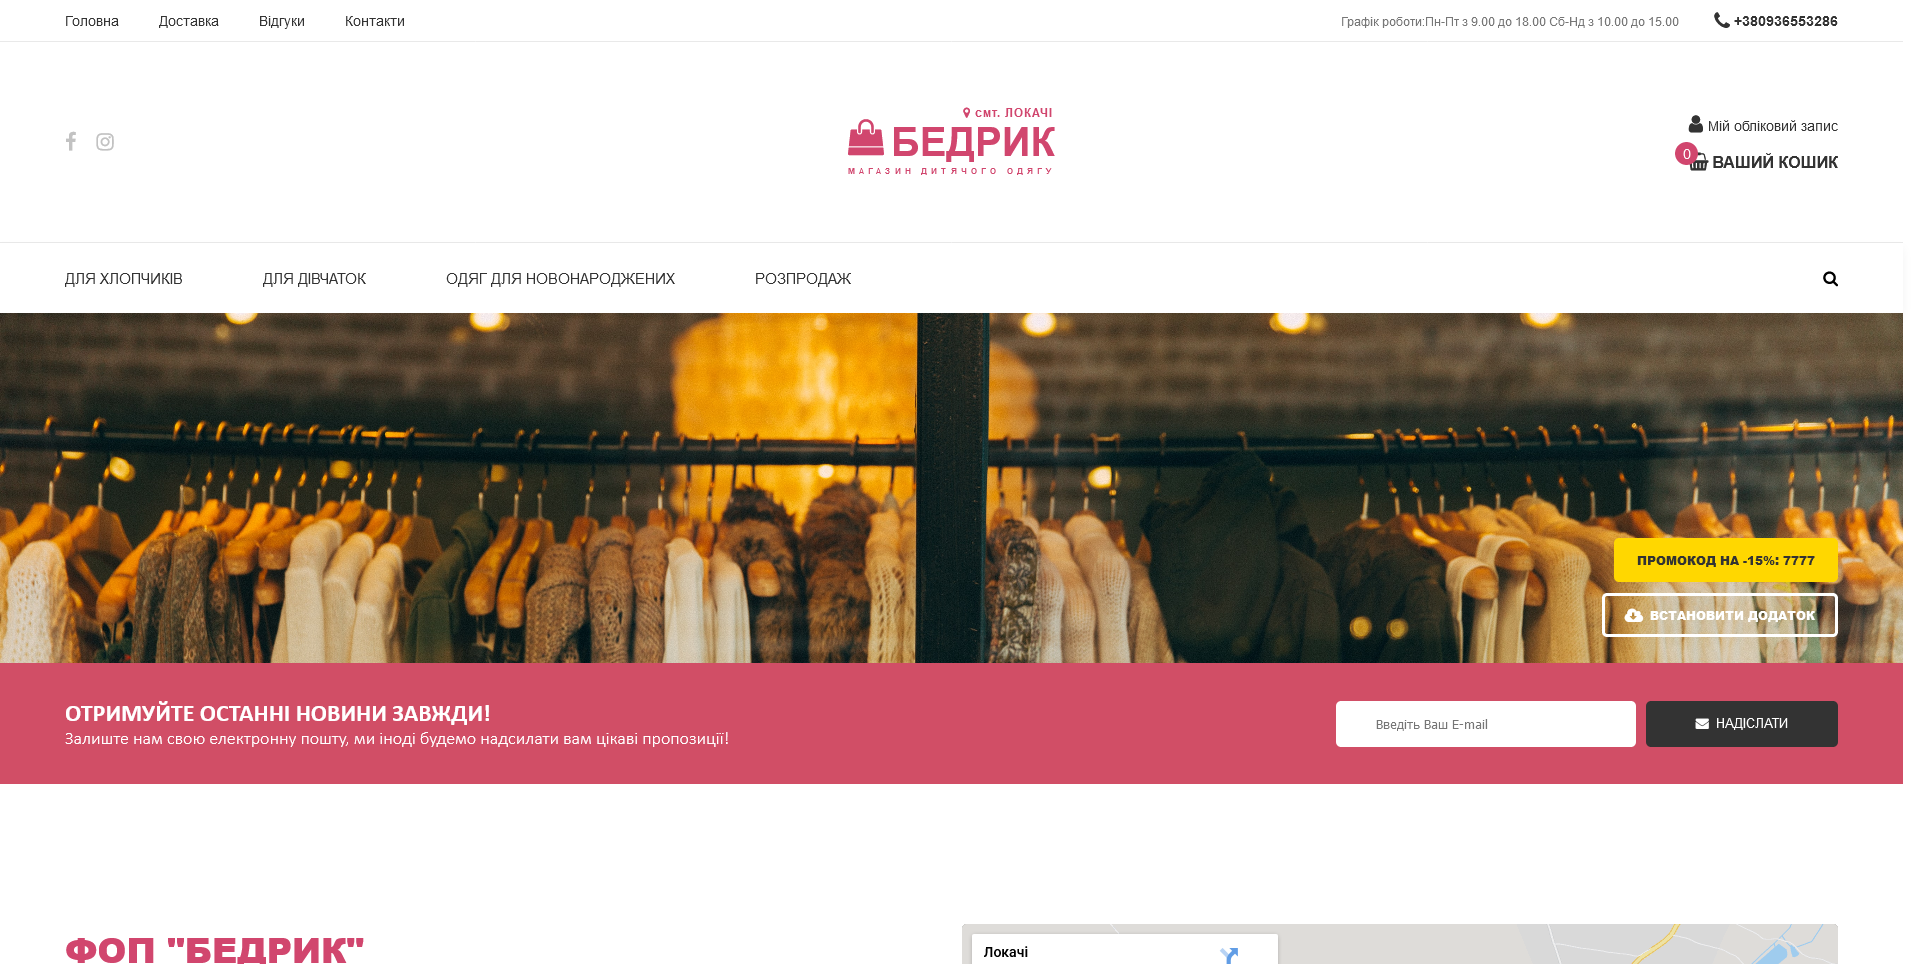 Головна Доставка Відгуки Контакти Графік роботи:Пн-Пт з 9.00 до 18.00 Сб-Нд з 10.00 до 15.00 +380936553286
смт. ЛОКАЧІ
БЕДРИК
МАГАЗИН ДИТЯЧОГО ОДЯГУ
Мій обліковий запис
0 ВАШИЙ КОШИК
ДЛЯ ХЛОПЧИКІВ ДЛЯ ДІВЧАТОК ОДЯГ ДЛЯ НОВОНАРОДЖЕНИХ РОЗПРОДАЖ
ПРОМОКОД НА -15%: 7777
ВСТАНОВИТИ ДОДАТОК
ОТРИМУЙТЕ ОСТАННІ НОВИНИ ЗАВЖДИ!
Залиште нам свою електронну пошту, ми іноді будемо надсилати вам цікаві пропозиції!
Введіть Ваш E-mail НАДІСЛАТИ
ФОП "БЕДРИК"
Локачі